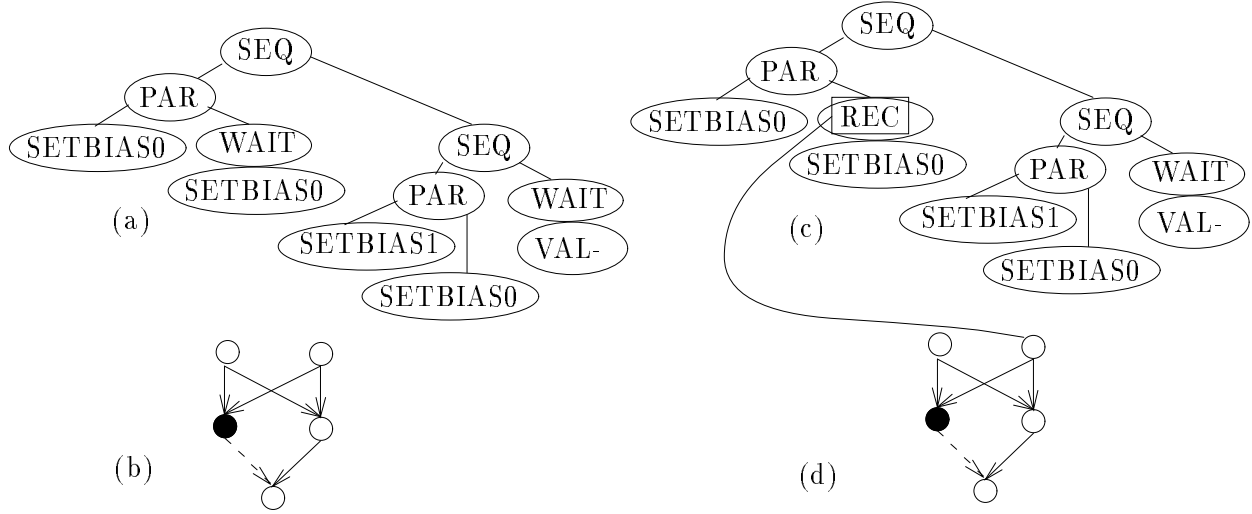 SEQ
PAR
SETBIAS0
WAIT
SETBIAS0
SEQ
PAR
WAIT
SETBIAS1
VAL-
SETBIAS0
(a)
(b)
SEQ
PAR
SETBIAS0
REC
SETBIAS0
SEQ
PAR
WAIT
SETBIAS1
VAL-
SETBIAS0
(c)
(d)